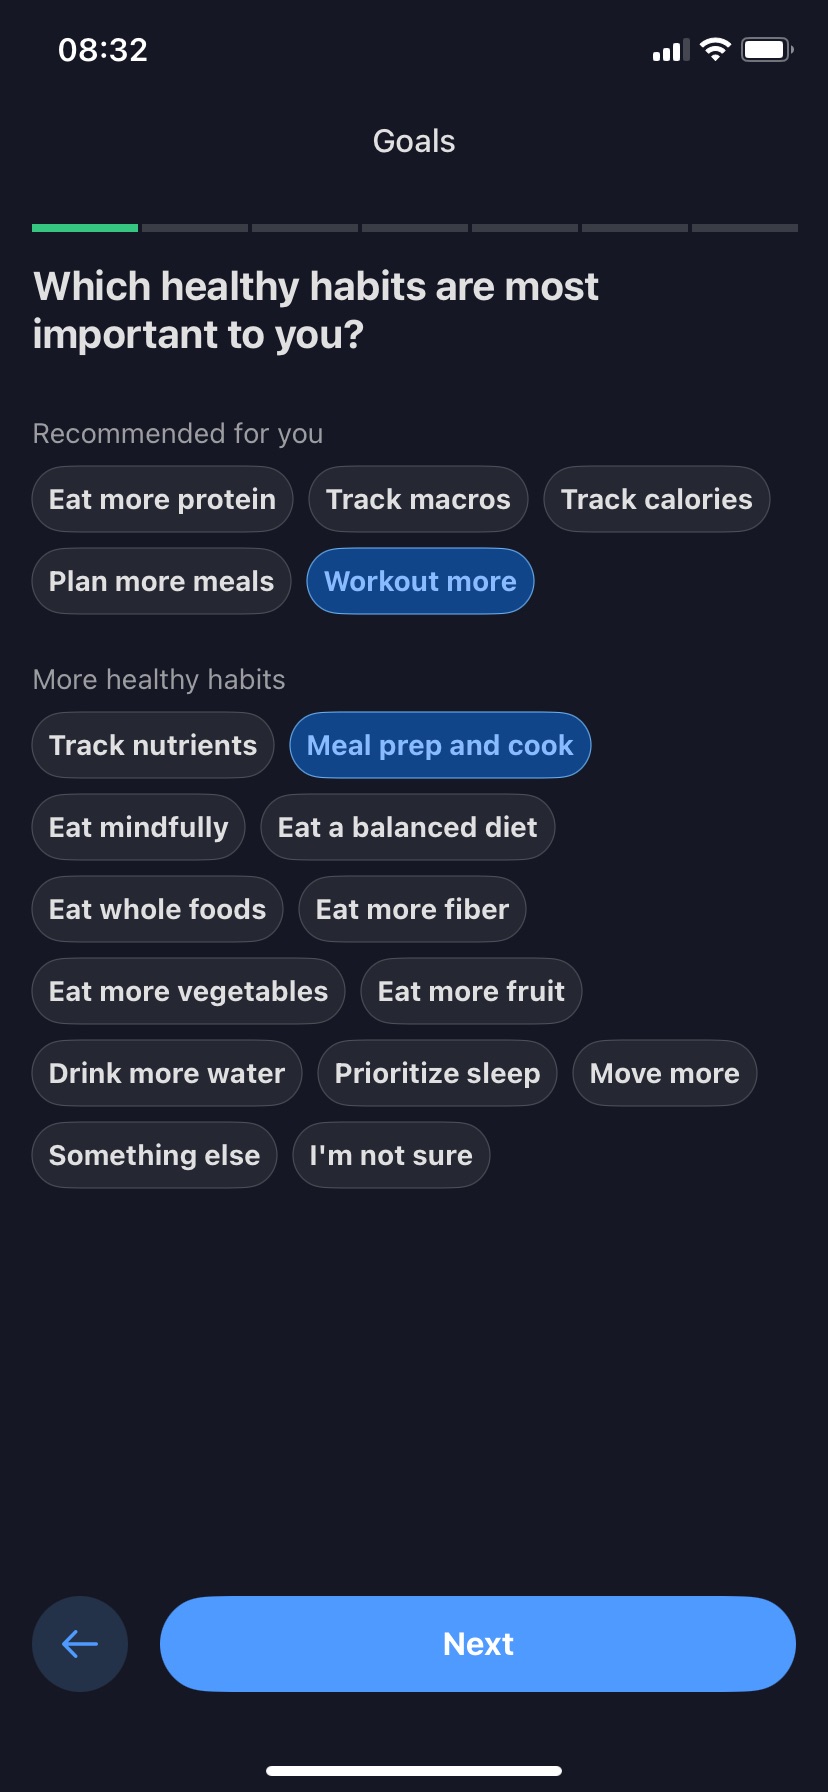 08:32
Goals
Which healthy habits are most
important to you?
Recommended for you
Eat more protein Track macros Track calories
Plan more meals Workout more
More healthy habits
Track nutrients Meal prep and cook
Eat mindfully Eat a balanced diet
Eat whole foods Eat more fiber
Eat more vegetables Eat more fruit
Drink more water Prioritize sleep Move more
Something else I'm not sure
Next